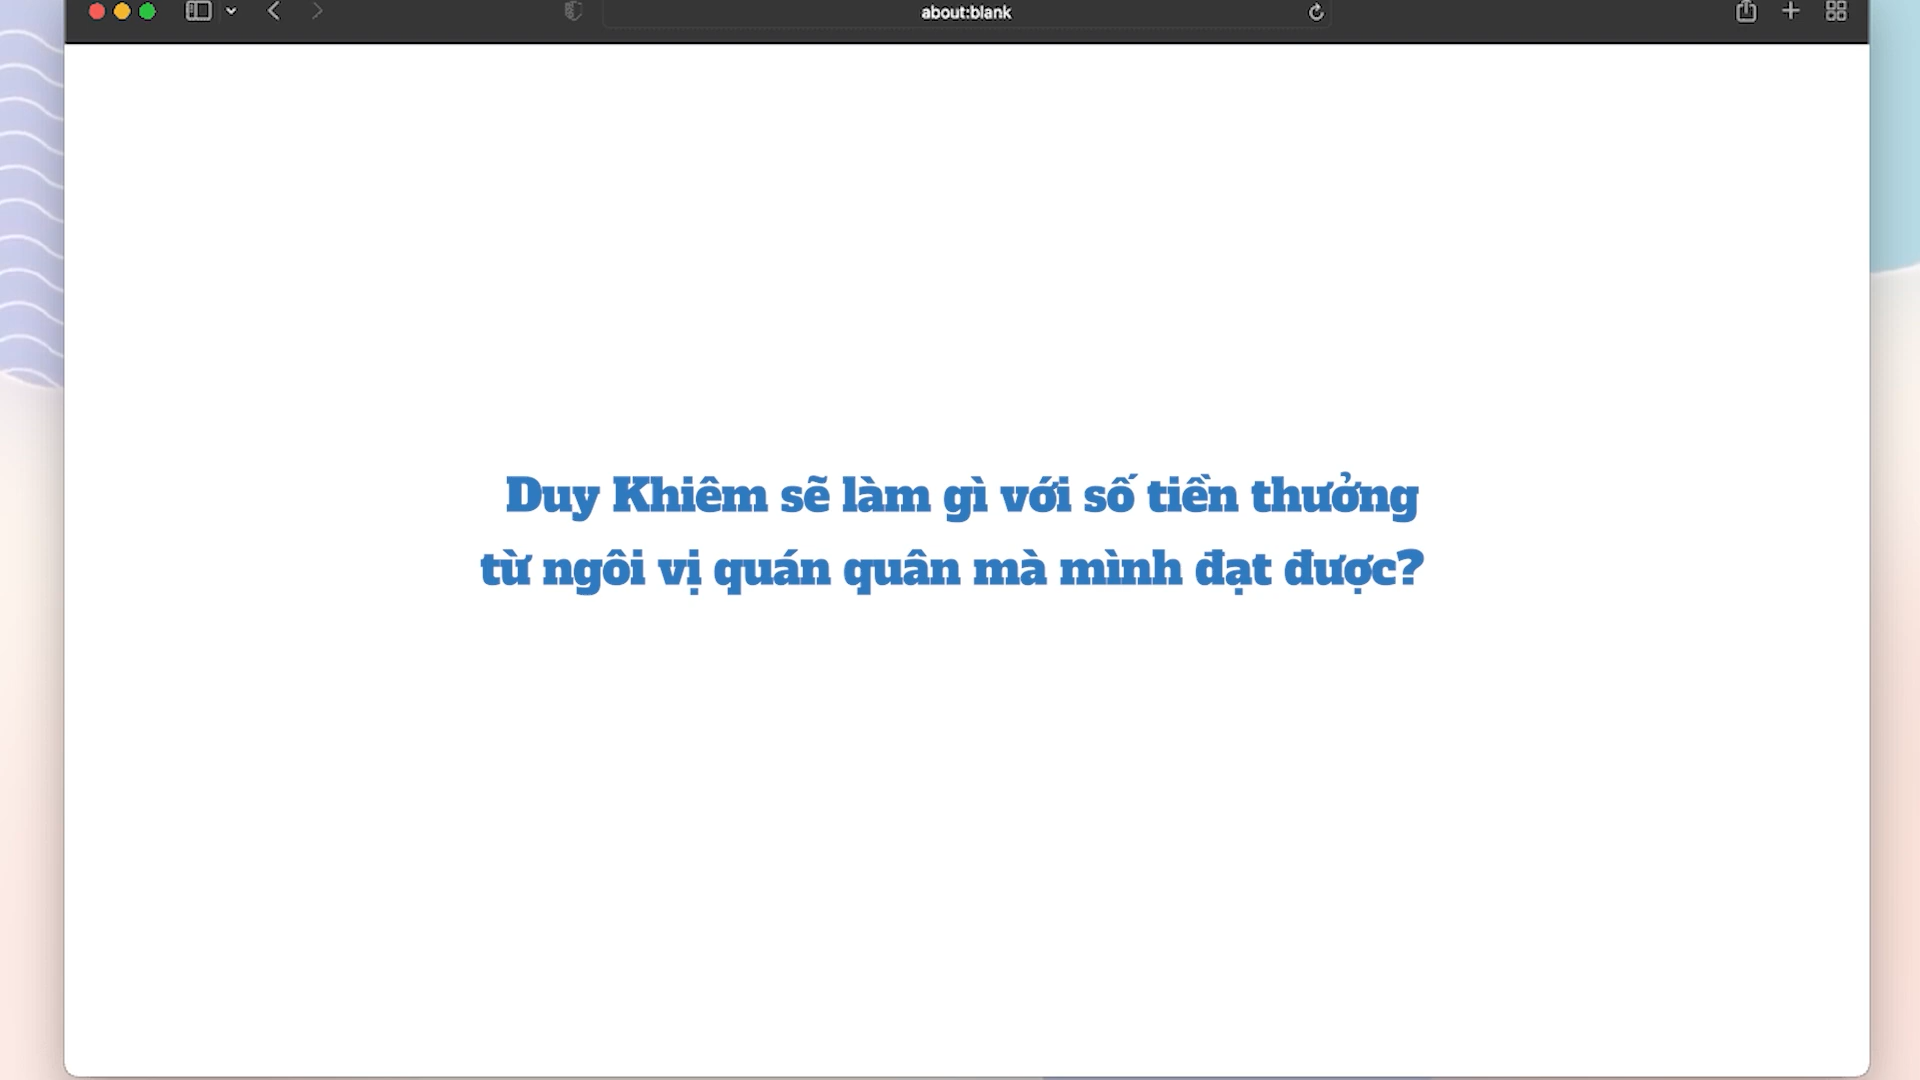 about:blank
Duy Khiêm sẽ làm gì với số tiền thưởng
từ ngôi vị quán quân mà mình đạt được?